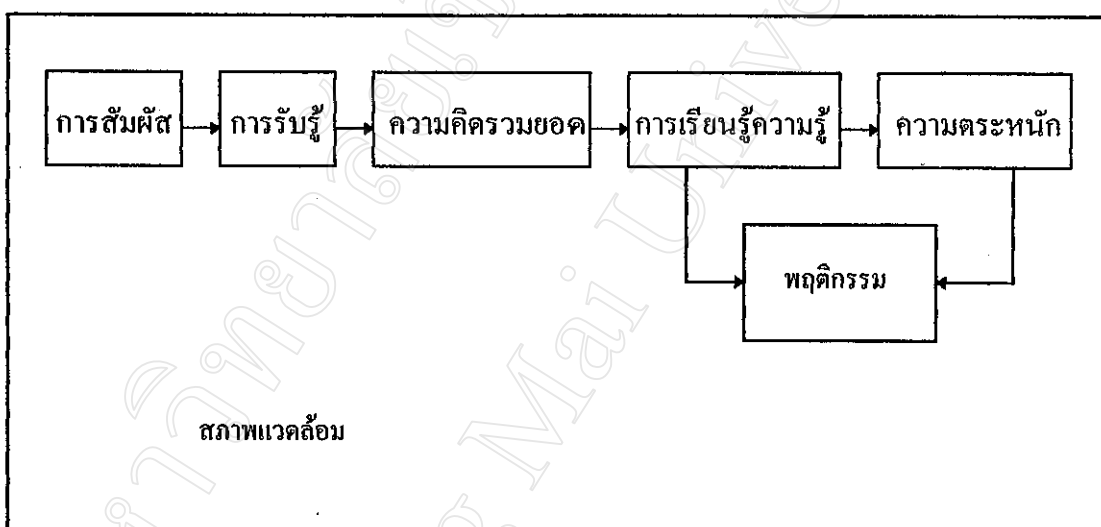 การสัมผัส
การรับรู้
ความคิดรวมยอด
การเรียนรู้ความรู้
ความตระหนัก
พฤติกรรม
สภาพแวดล้อม
Mai Unive